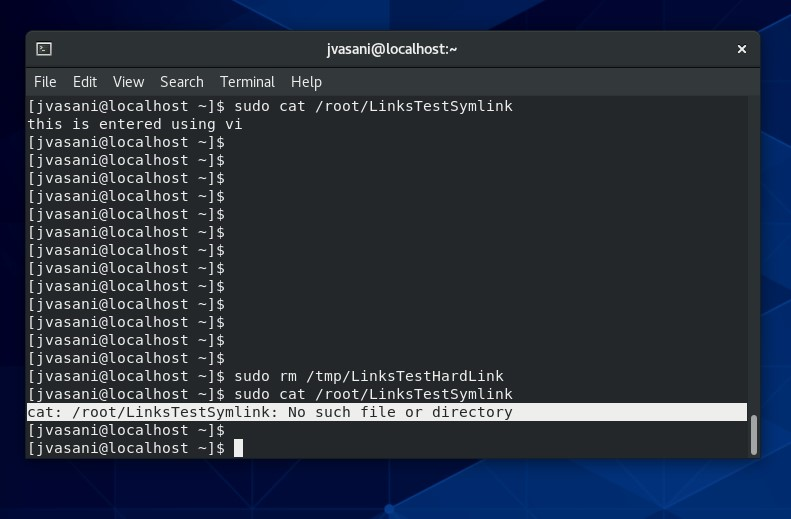 jvasani@localhost:~
File Edit View Search Terminal Help
[jvasani@localhost ~]$ sudo cat /root/LinksTestSymlink
this is entered using vi
[jvasani@localhost ~]$
[jvasani@localhost ~]$
[jvasani@localhost ~]$
[jvasani@localhost ~]$
[jvasani@localhost ~]$
[jvasani@localhost ~]$
[jvasani@localhost ~]$
[jvasani@localhost ~]$
[jvasani@localhost ~]$
[jvasani@localhost ~]$
[jvasani@localhost ~]$
[jvasani@localhost ~]$
[jvasani@localhost ~]$
[jvasani@localhost ~]$ sudo rm /tmp/LinksTestHardLink
[jvasani@localhost ~]$ sudo cat /root/LinksTestSymlink
cat: /root/LinksTestSymlink: No such file or directory
[jvasani@localhost ~]$
[jvasani@localhost ~]$